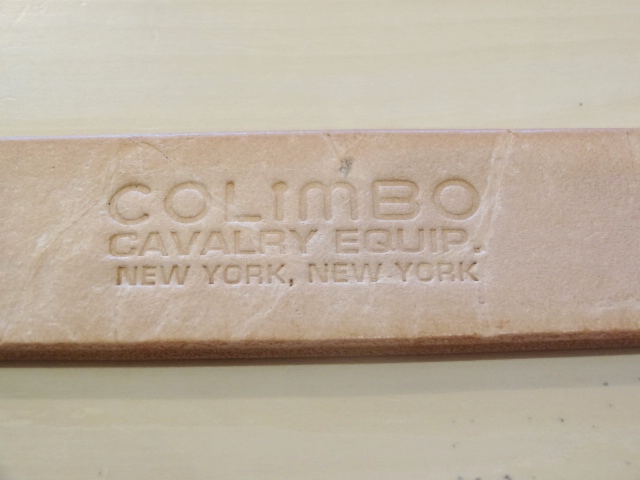 COLiMBO
CAVALRY EQUIP.
NEW YORK, NEW YORK